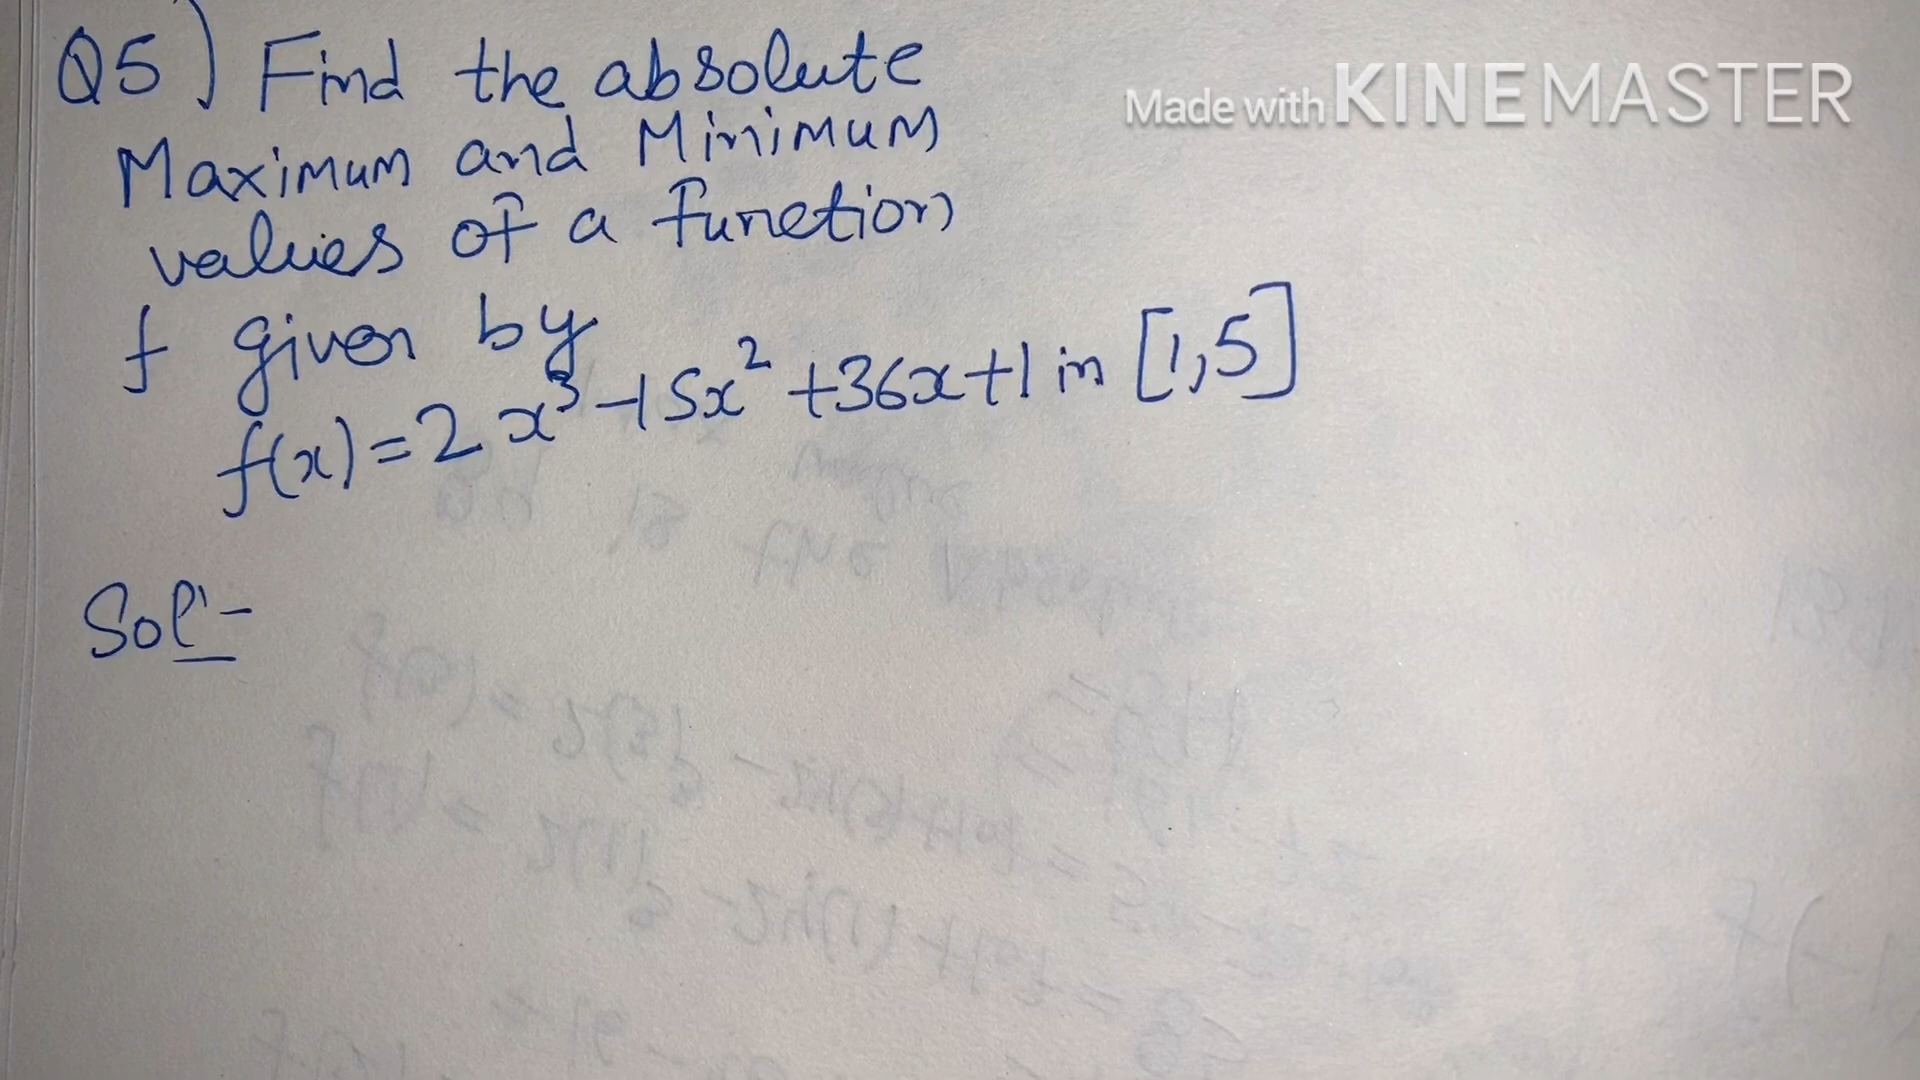 Q5) Find the absolute
Made with KINEMASTER
Maximum and Minimum
values of a function
f given by
f(x) = 2x³ - 15x² + 36x + 1 in [1,5]
Sol:-